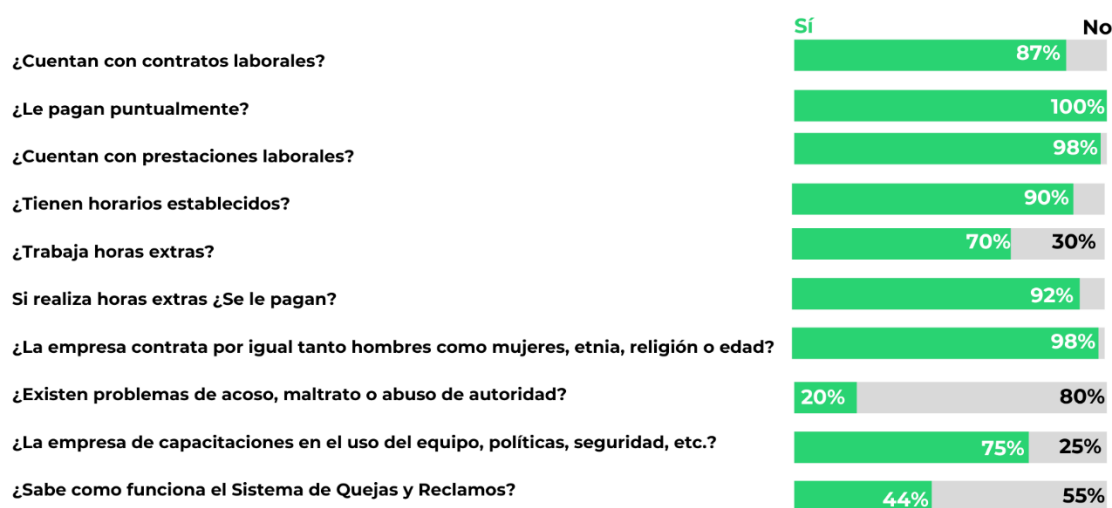 Sí No
¿Cuentan con contratos laborales? 87%
¿Le pagan puntualmente? 100%
¿Cuentan con prestaciones laborales? 98%
¿Tienen horarios establecidos? 90%
¿Trabaja horas extras? 70% 30%
Si realiza horas extras ¿Se le pagan? 92%
¿La empresa contrata por igual tanto hombres como mujeres, etnia, religión o edad? 98%
¿Existen problemas de acoso, maltrato o abuso de autoridad? 20% 80%
¿La empresa de capacitaciones en el uso del equipo, políticas, seguridad, etc.? 75% 25%
¿Sabe como funciona el Sistema de Quejas y Reclamos? 44% 55%